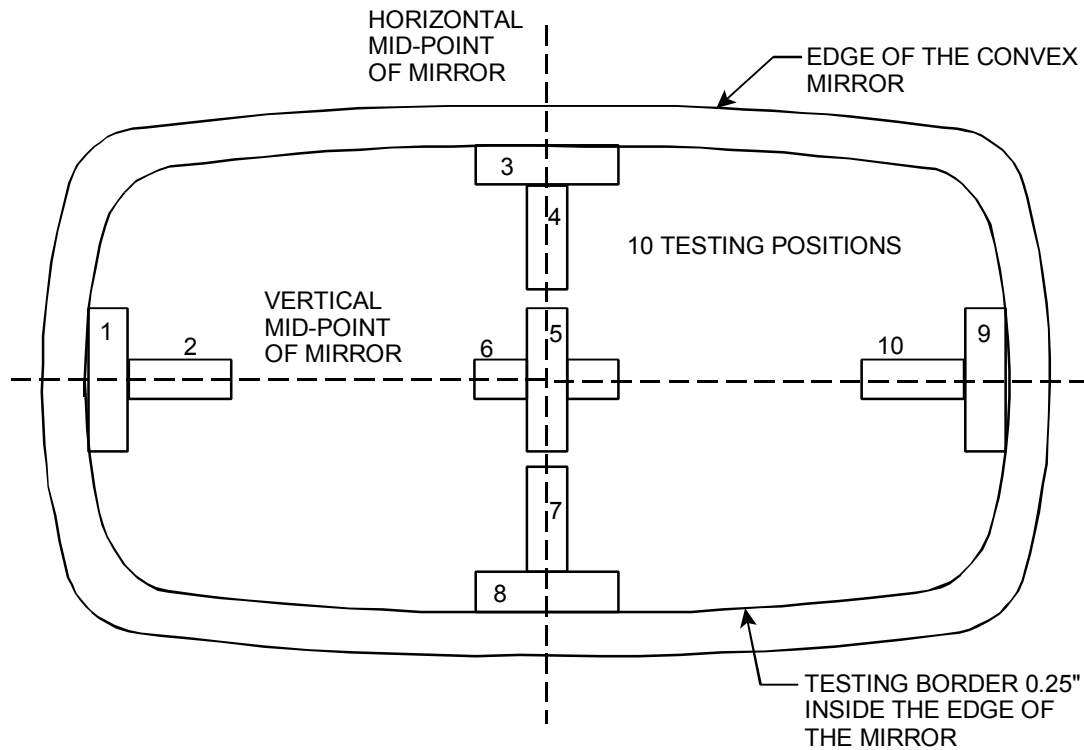 HORIZONTAL
MID-POINT
OF MIRROR
EDGE OF THE CONVEX
MIRROR
3
4
10 TESTING POSITIONS
VERTICAL
MID-POINT
OF MIRROR
1
2
6
5
10
9
7
8
TESTING BORDER 0.25"
INSIDE THE EDGE OF
THE MIRROR